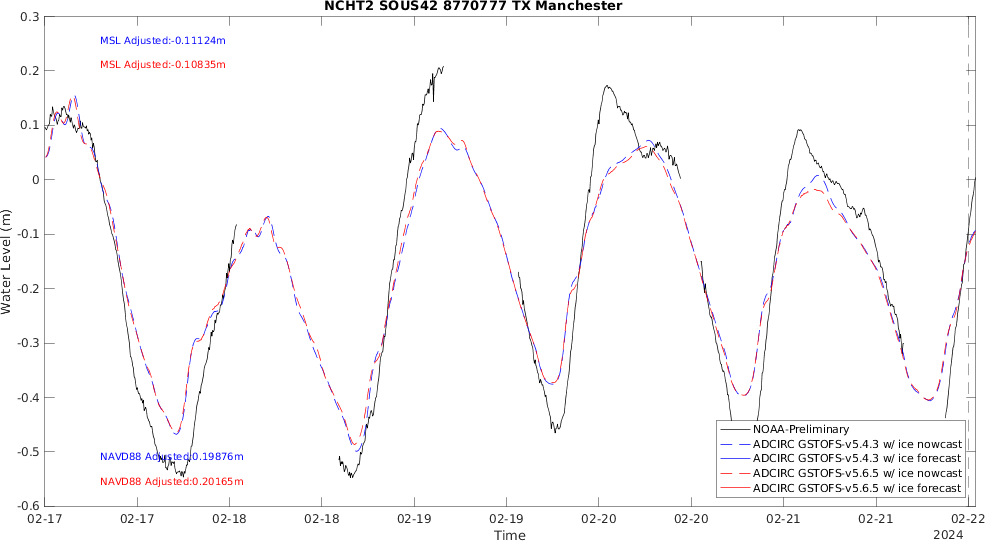 NCHT2 SOUS42 8770777 TX Manchester
0.3
0.2
0.1
0
-0.1
-0.2
-0.3
-0.4
-0.5
-0.6
Water Level (m)
MSL Adjusted:-0.11124m
MSL Adjusted:-0.10835m
NAVD88 Adjusted:0.19876m
NAVD88 Adjusted:0.20165m
NOAA-Preliminary
ADCIRC GSTOFS-v5.4.3 w/ ice nowcast
ADCIRC GSTOFS-v5.4.3 w/ ice forecast
ADCIRC GSTOFS-v5.6.5 w/ ice nowcast
ADCIRC GSTOFS-v5.6.5 w/ ice forecast
02-17 02-17 02-18 02-18 02-19 02-19 02-20 02-20 02-21 02-21 02-22
Time
2024